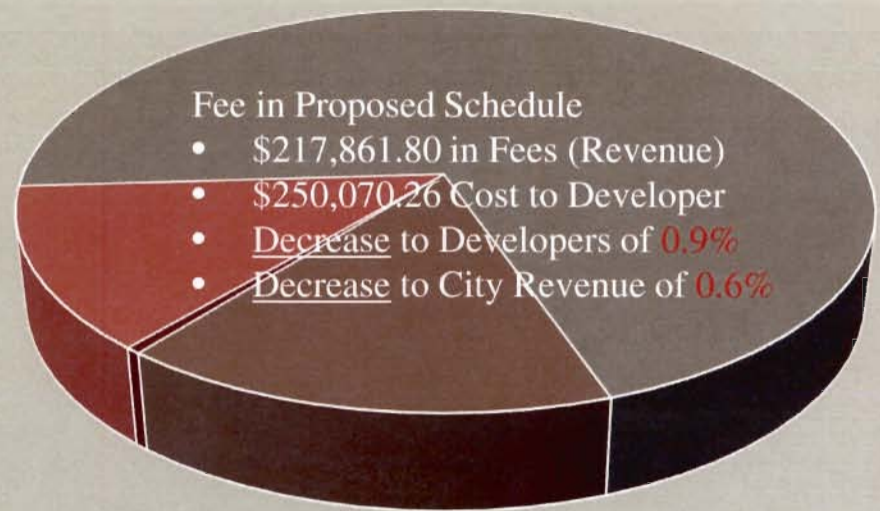 Fee in Proposed Schedule
• $217,861.80 in Fees (Revenue)
• $250,070.26 Cost to Developer
• Decrease to Developers of 0.9%
• Decrease to City Revenue of 0.6%